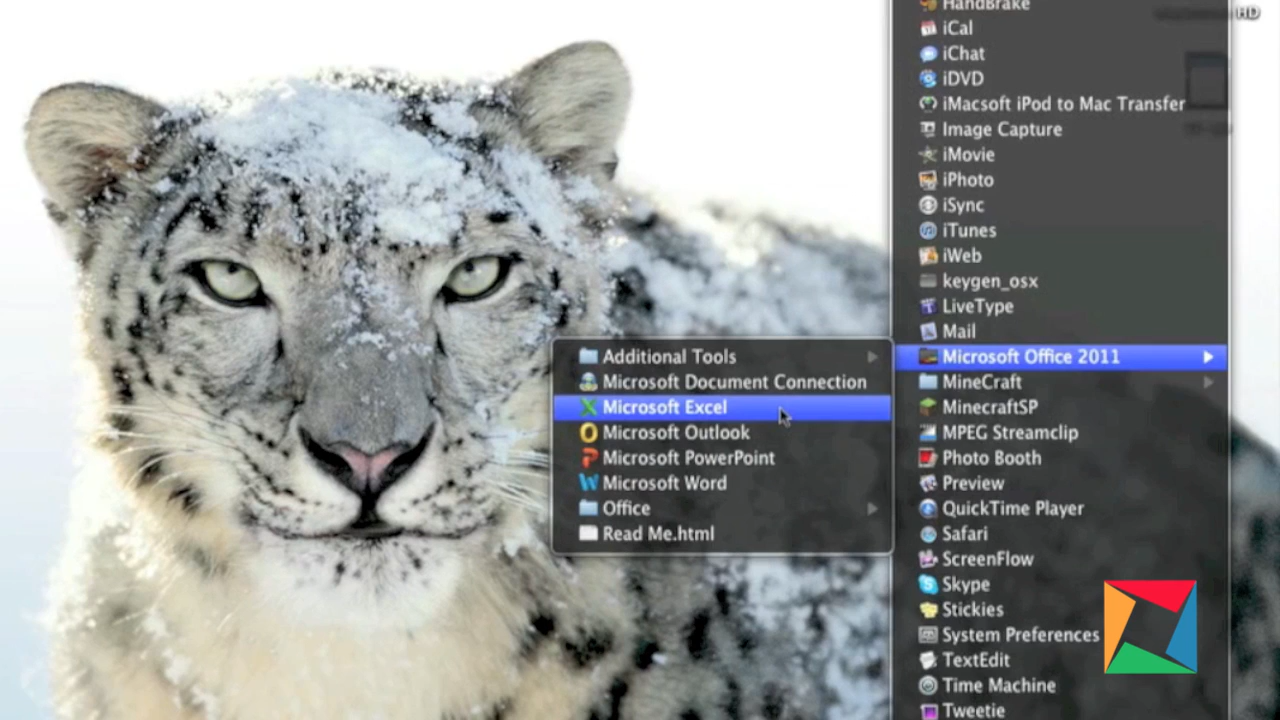 HandBrake
HD
iCal
iChat
iDVD
iMacsoft iPod to Mac Transfer
Image Capture
iMovie
iPhoto
iSync
iTunes
iWeb
keygen_osx
LiveType
Mail
Microsoft Office 2011
MineCraft
MinecraftSP
MPEG Streamclip
Photo Booth
Preview
QuickTime Player
Safari
ScreenFlow
Skype
Stickies
System Preferences
TextEdit
Time Machine
Tweetie
Additional Tools
Microsoft Document Connection
Microsoft Excel
Microsoft Outlook
Microsoft PowerPoint
Microsoft Word
Office
Read Me.html